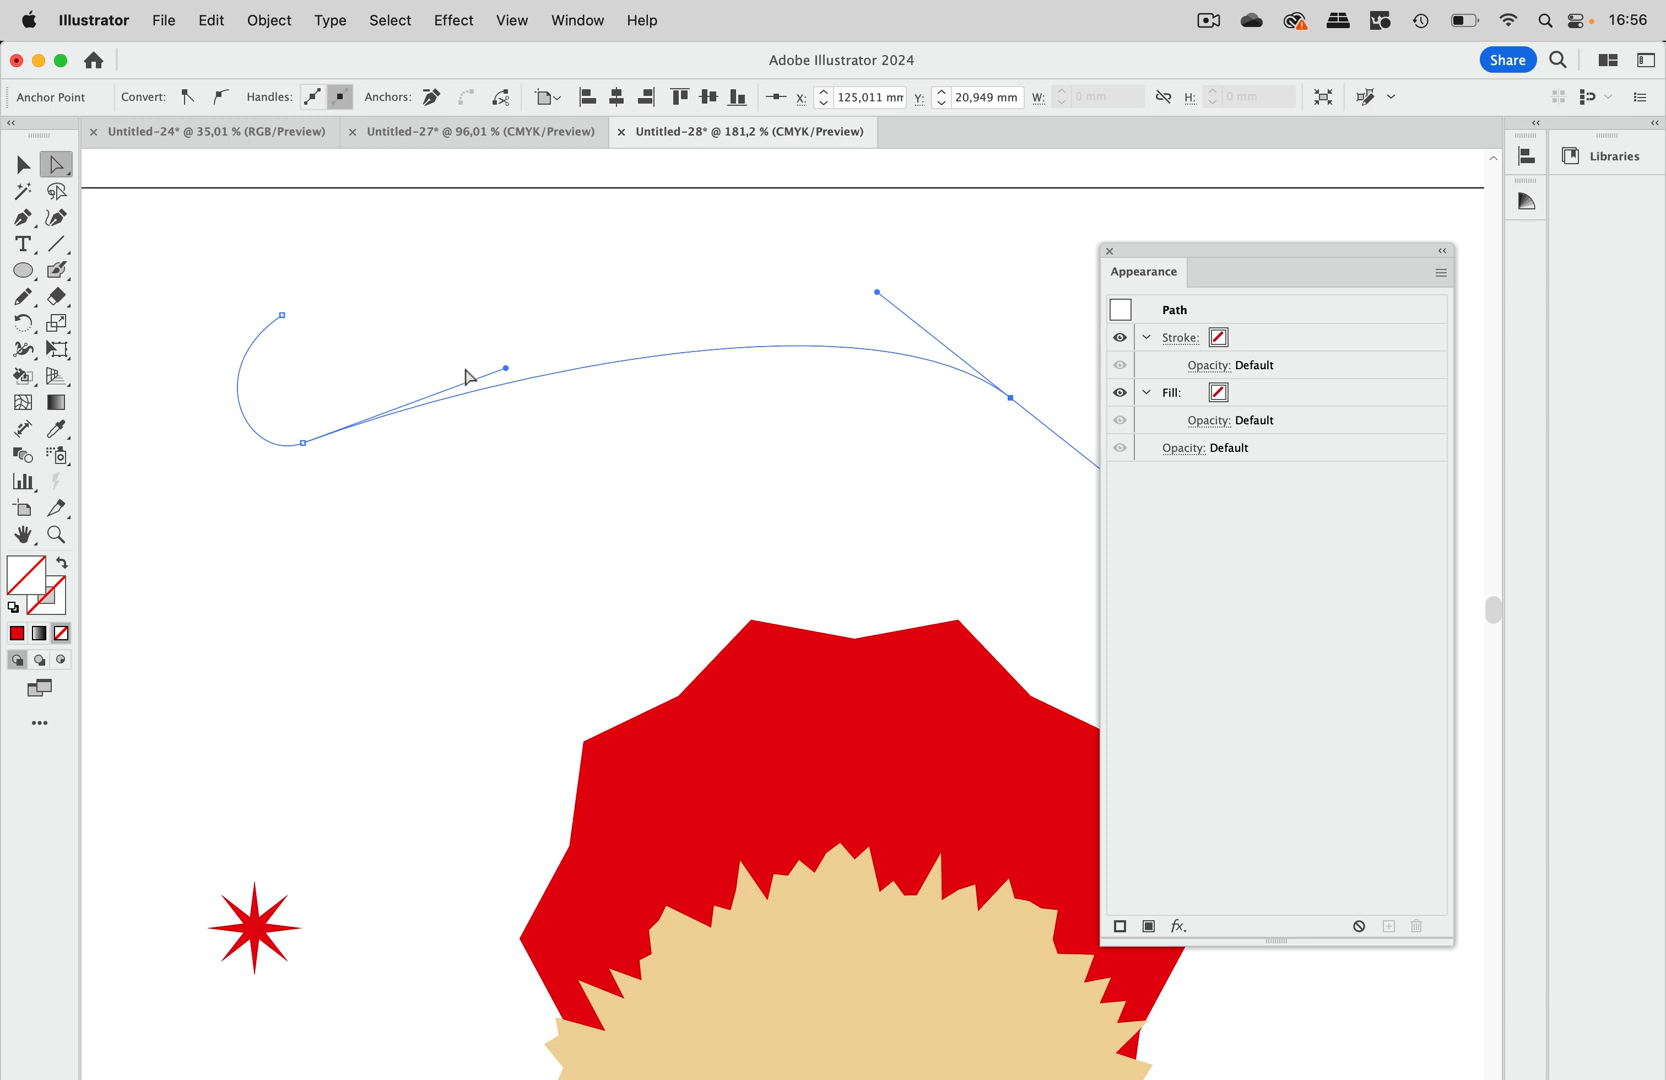 Illustrator File Edit Object Type Select Effect View Window Help 16:56
Adobe Illustrator 2024 Share
Anchor Point Convert: Handles: Anchors: X: 125,011 mm Y: 20,949 mm W: 0 mm H: 0 mm
Untitled-24* @ 35,01 % (RGB/Preview) Untitled-27* @ 96,01 % (CMYK/Preview) Untitled-28* @ 181,2 % (CMYK/Preview)
Libraries
Appearance
Path
Stroke:
Opacity: Default
Fill:
Opacity: Default
Opacity: Default
fx.